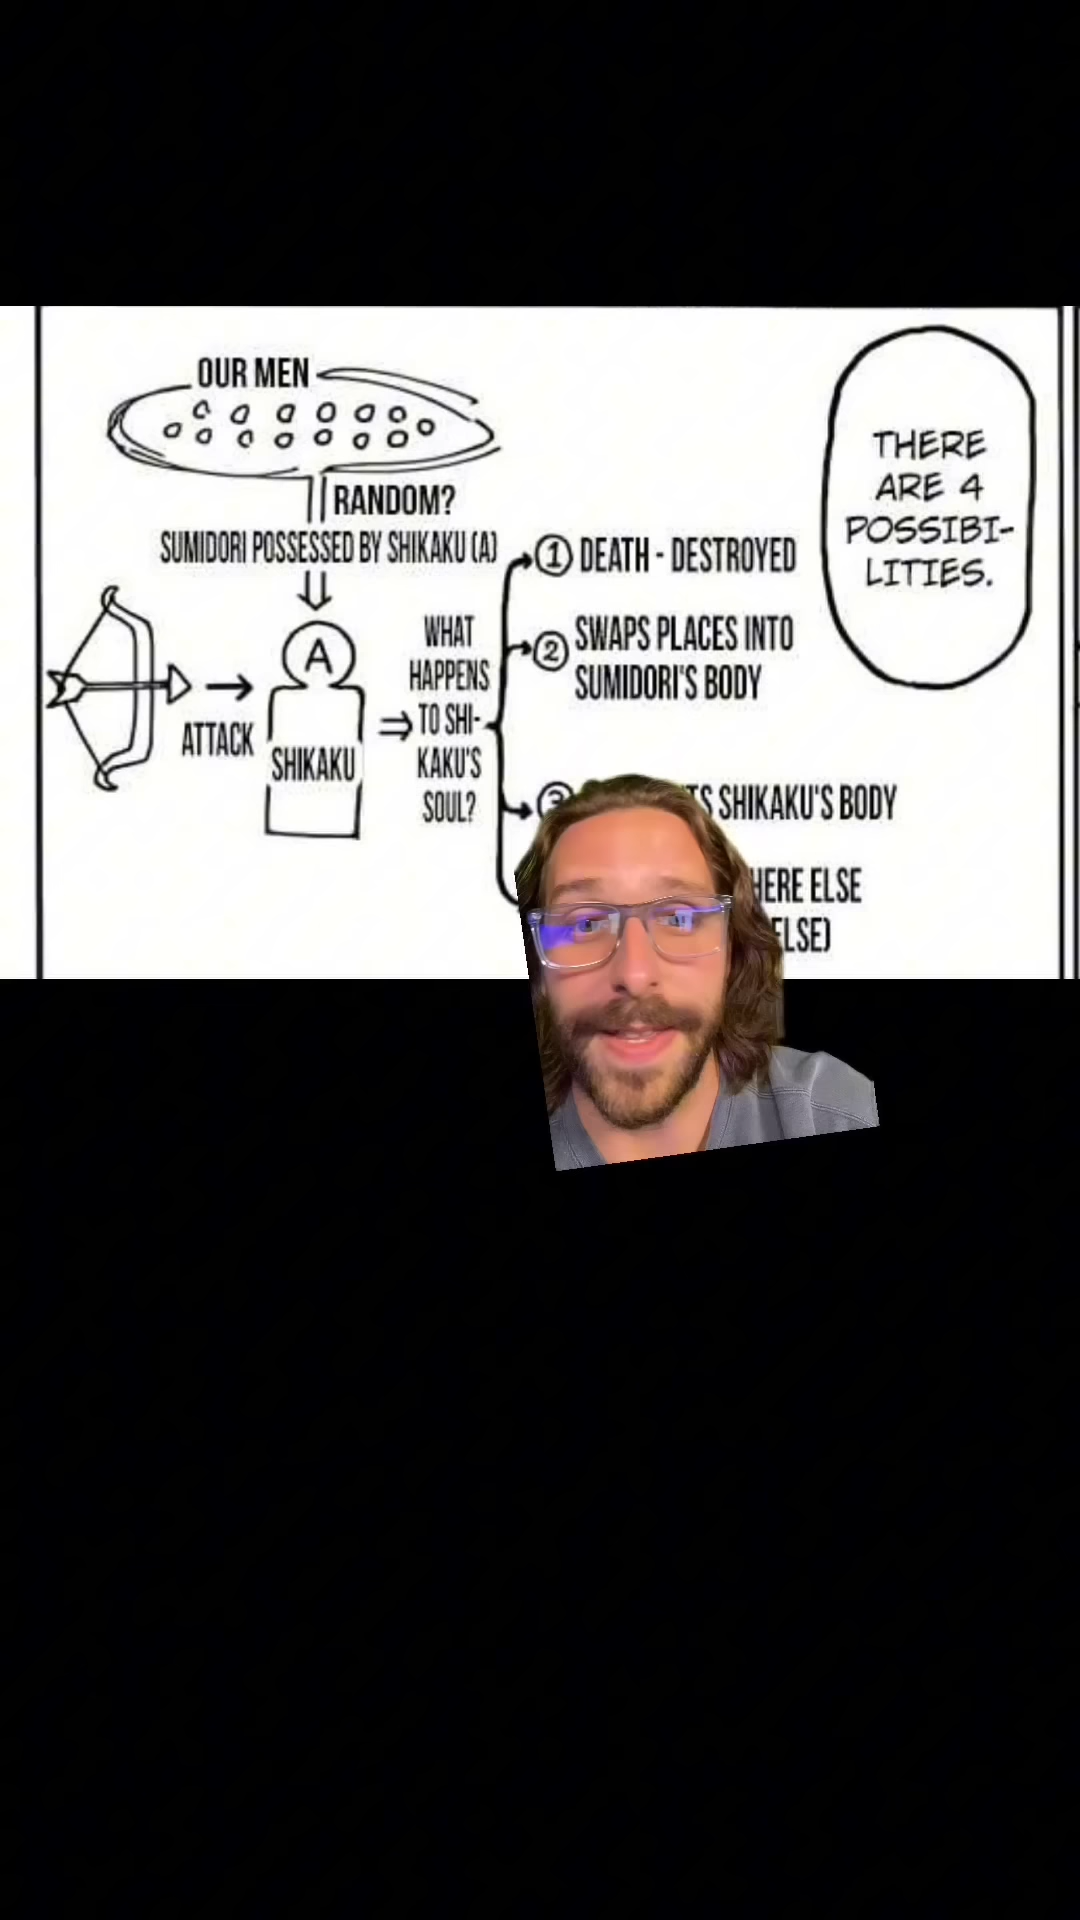 OUR MEN
RANDOM?
SUMIDORI POSSESSED BY SHIKAKU (A)
A
ATTACK
SHIKAKU
WHAT
HAPPENS
TO SHI-
KAKU'S
SOUL?
① DEATH - DESTROYED
② SWAPS PLACES INTO
SUMIDORI'S BODY
③ SHIKAKU'S BODY
ELSE
THERE
ARE 4
POSSIBI-
LITIES.